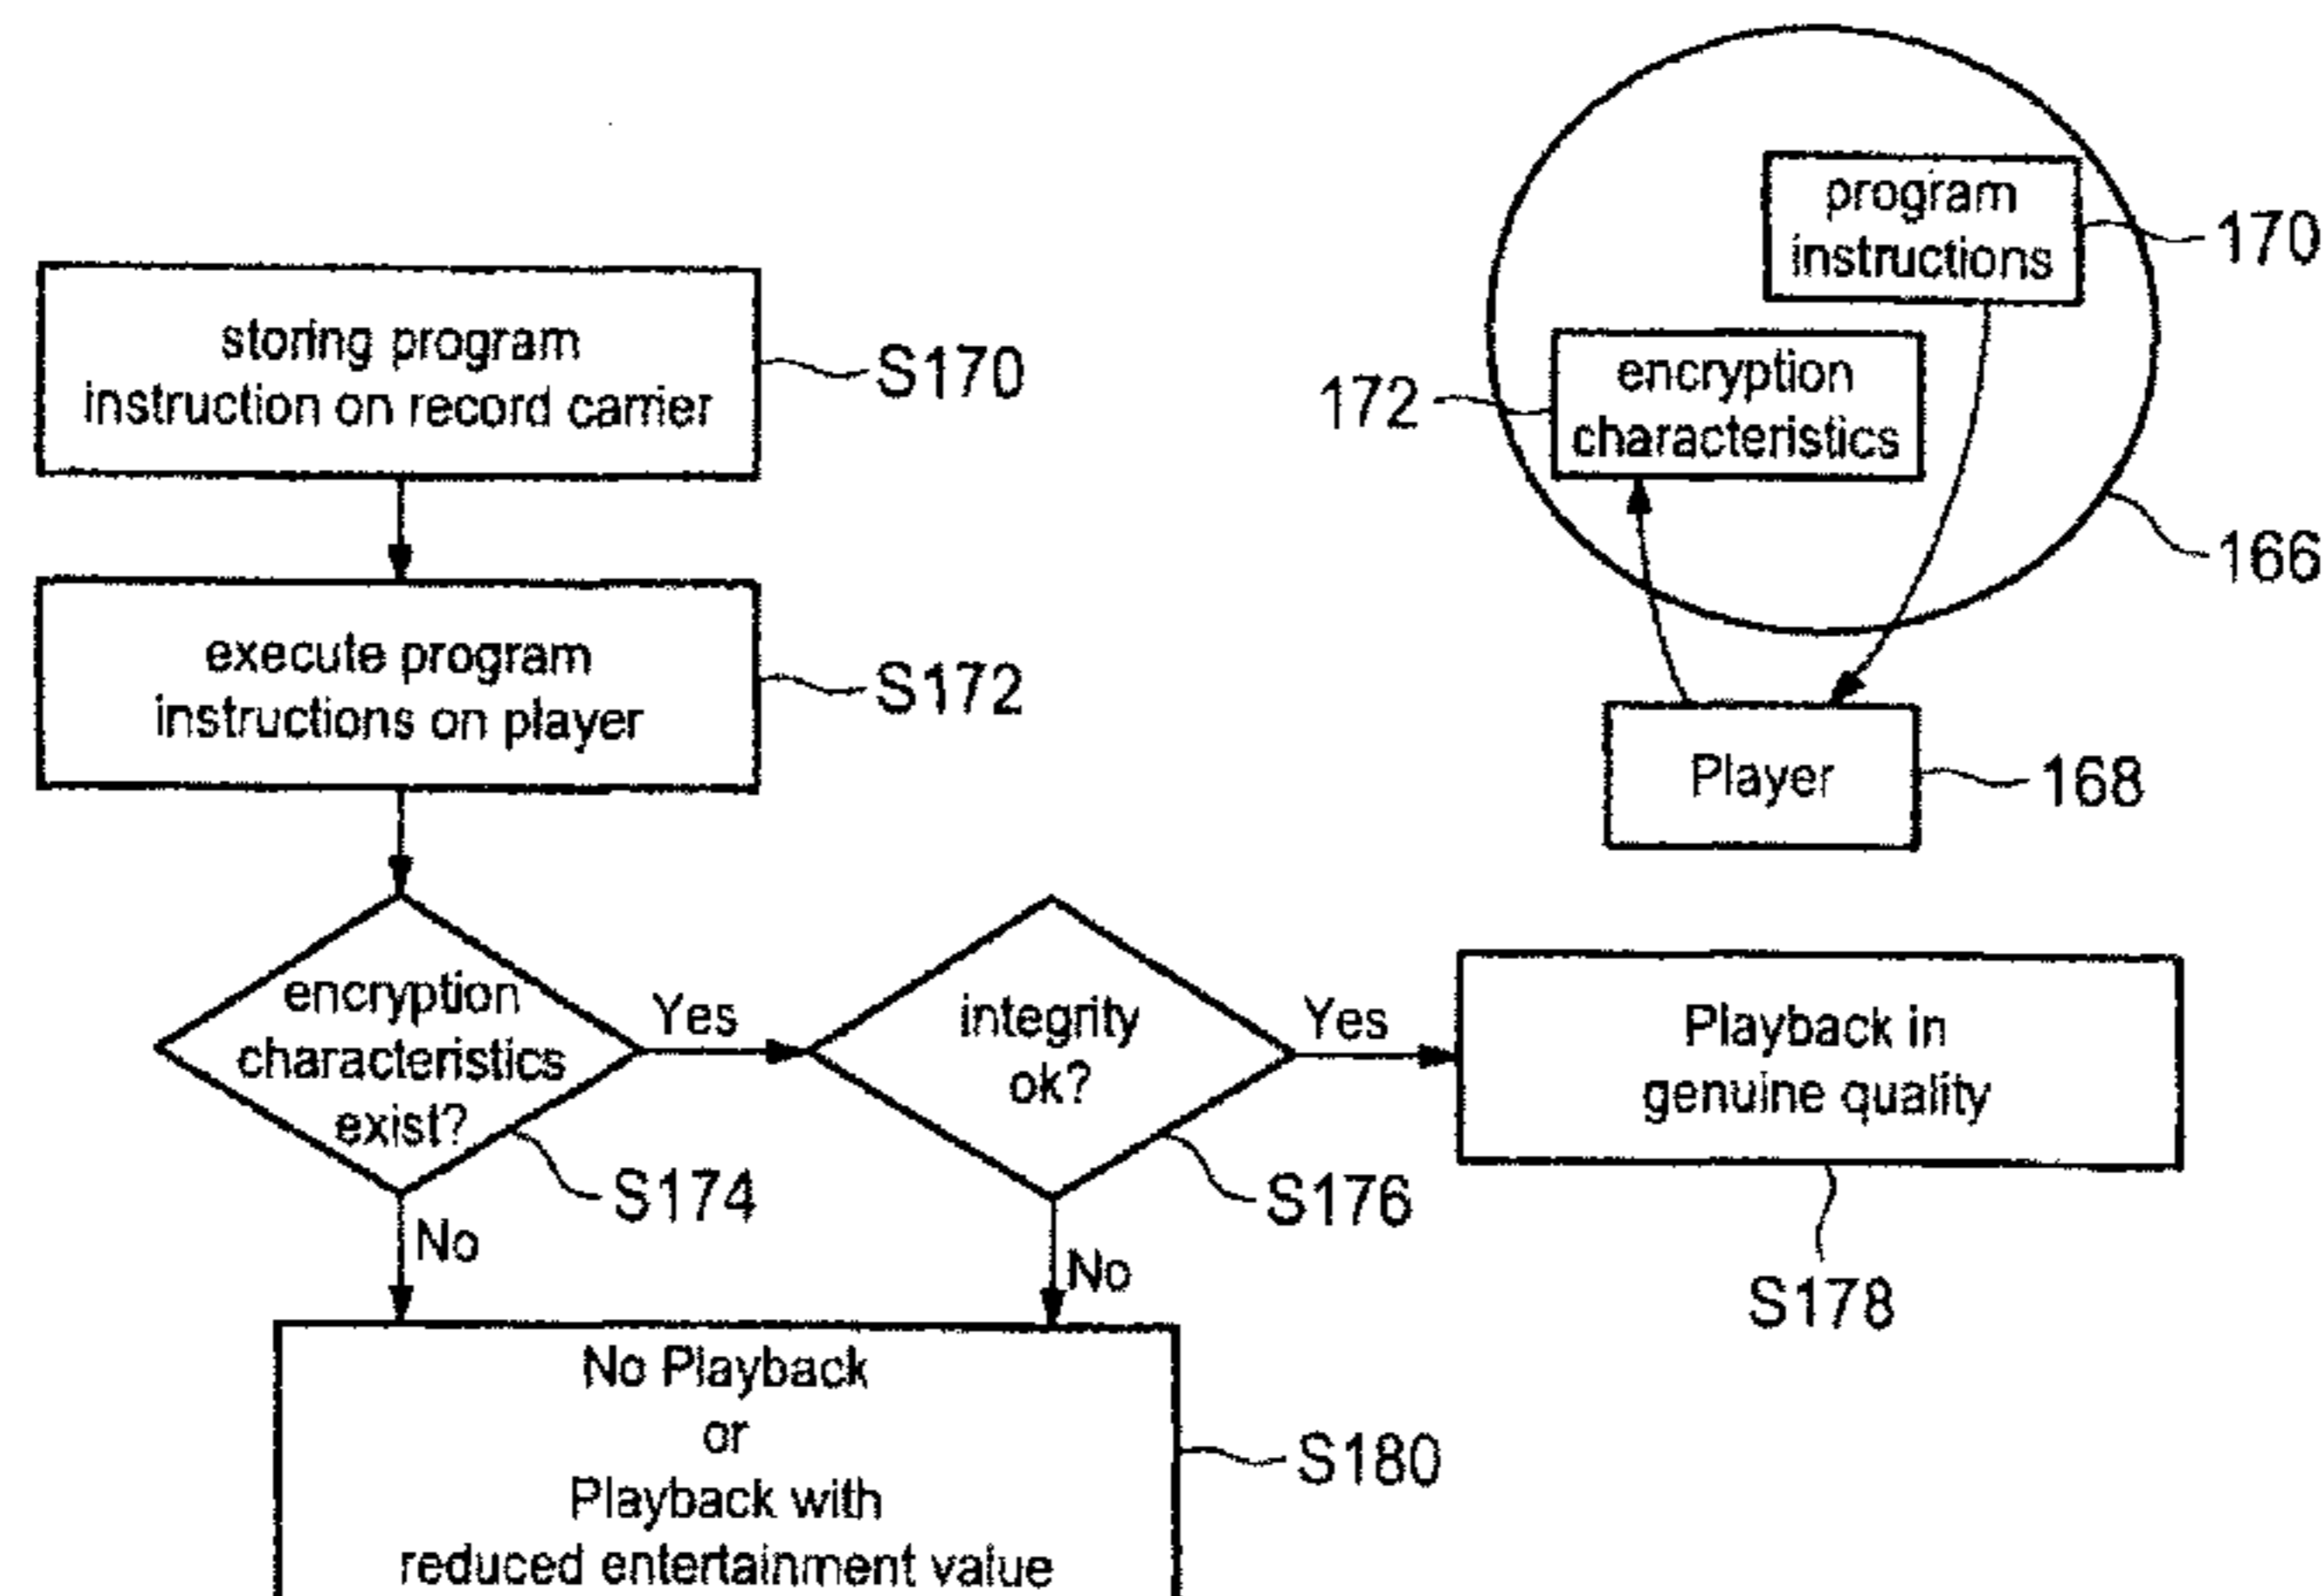 program
instructions
170
encryption
characteristics
172
166
Player
168
storing program
instruction on record carrier
S170
execute program
instructions on player
S172
encryption
characteristics
exist?
S174
Yes
No
integrity
ok?
S176
Yes
No
Playback in
genuine quality
S178
No Playback
or
Playback with
reduced entertainment value
S180